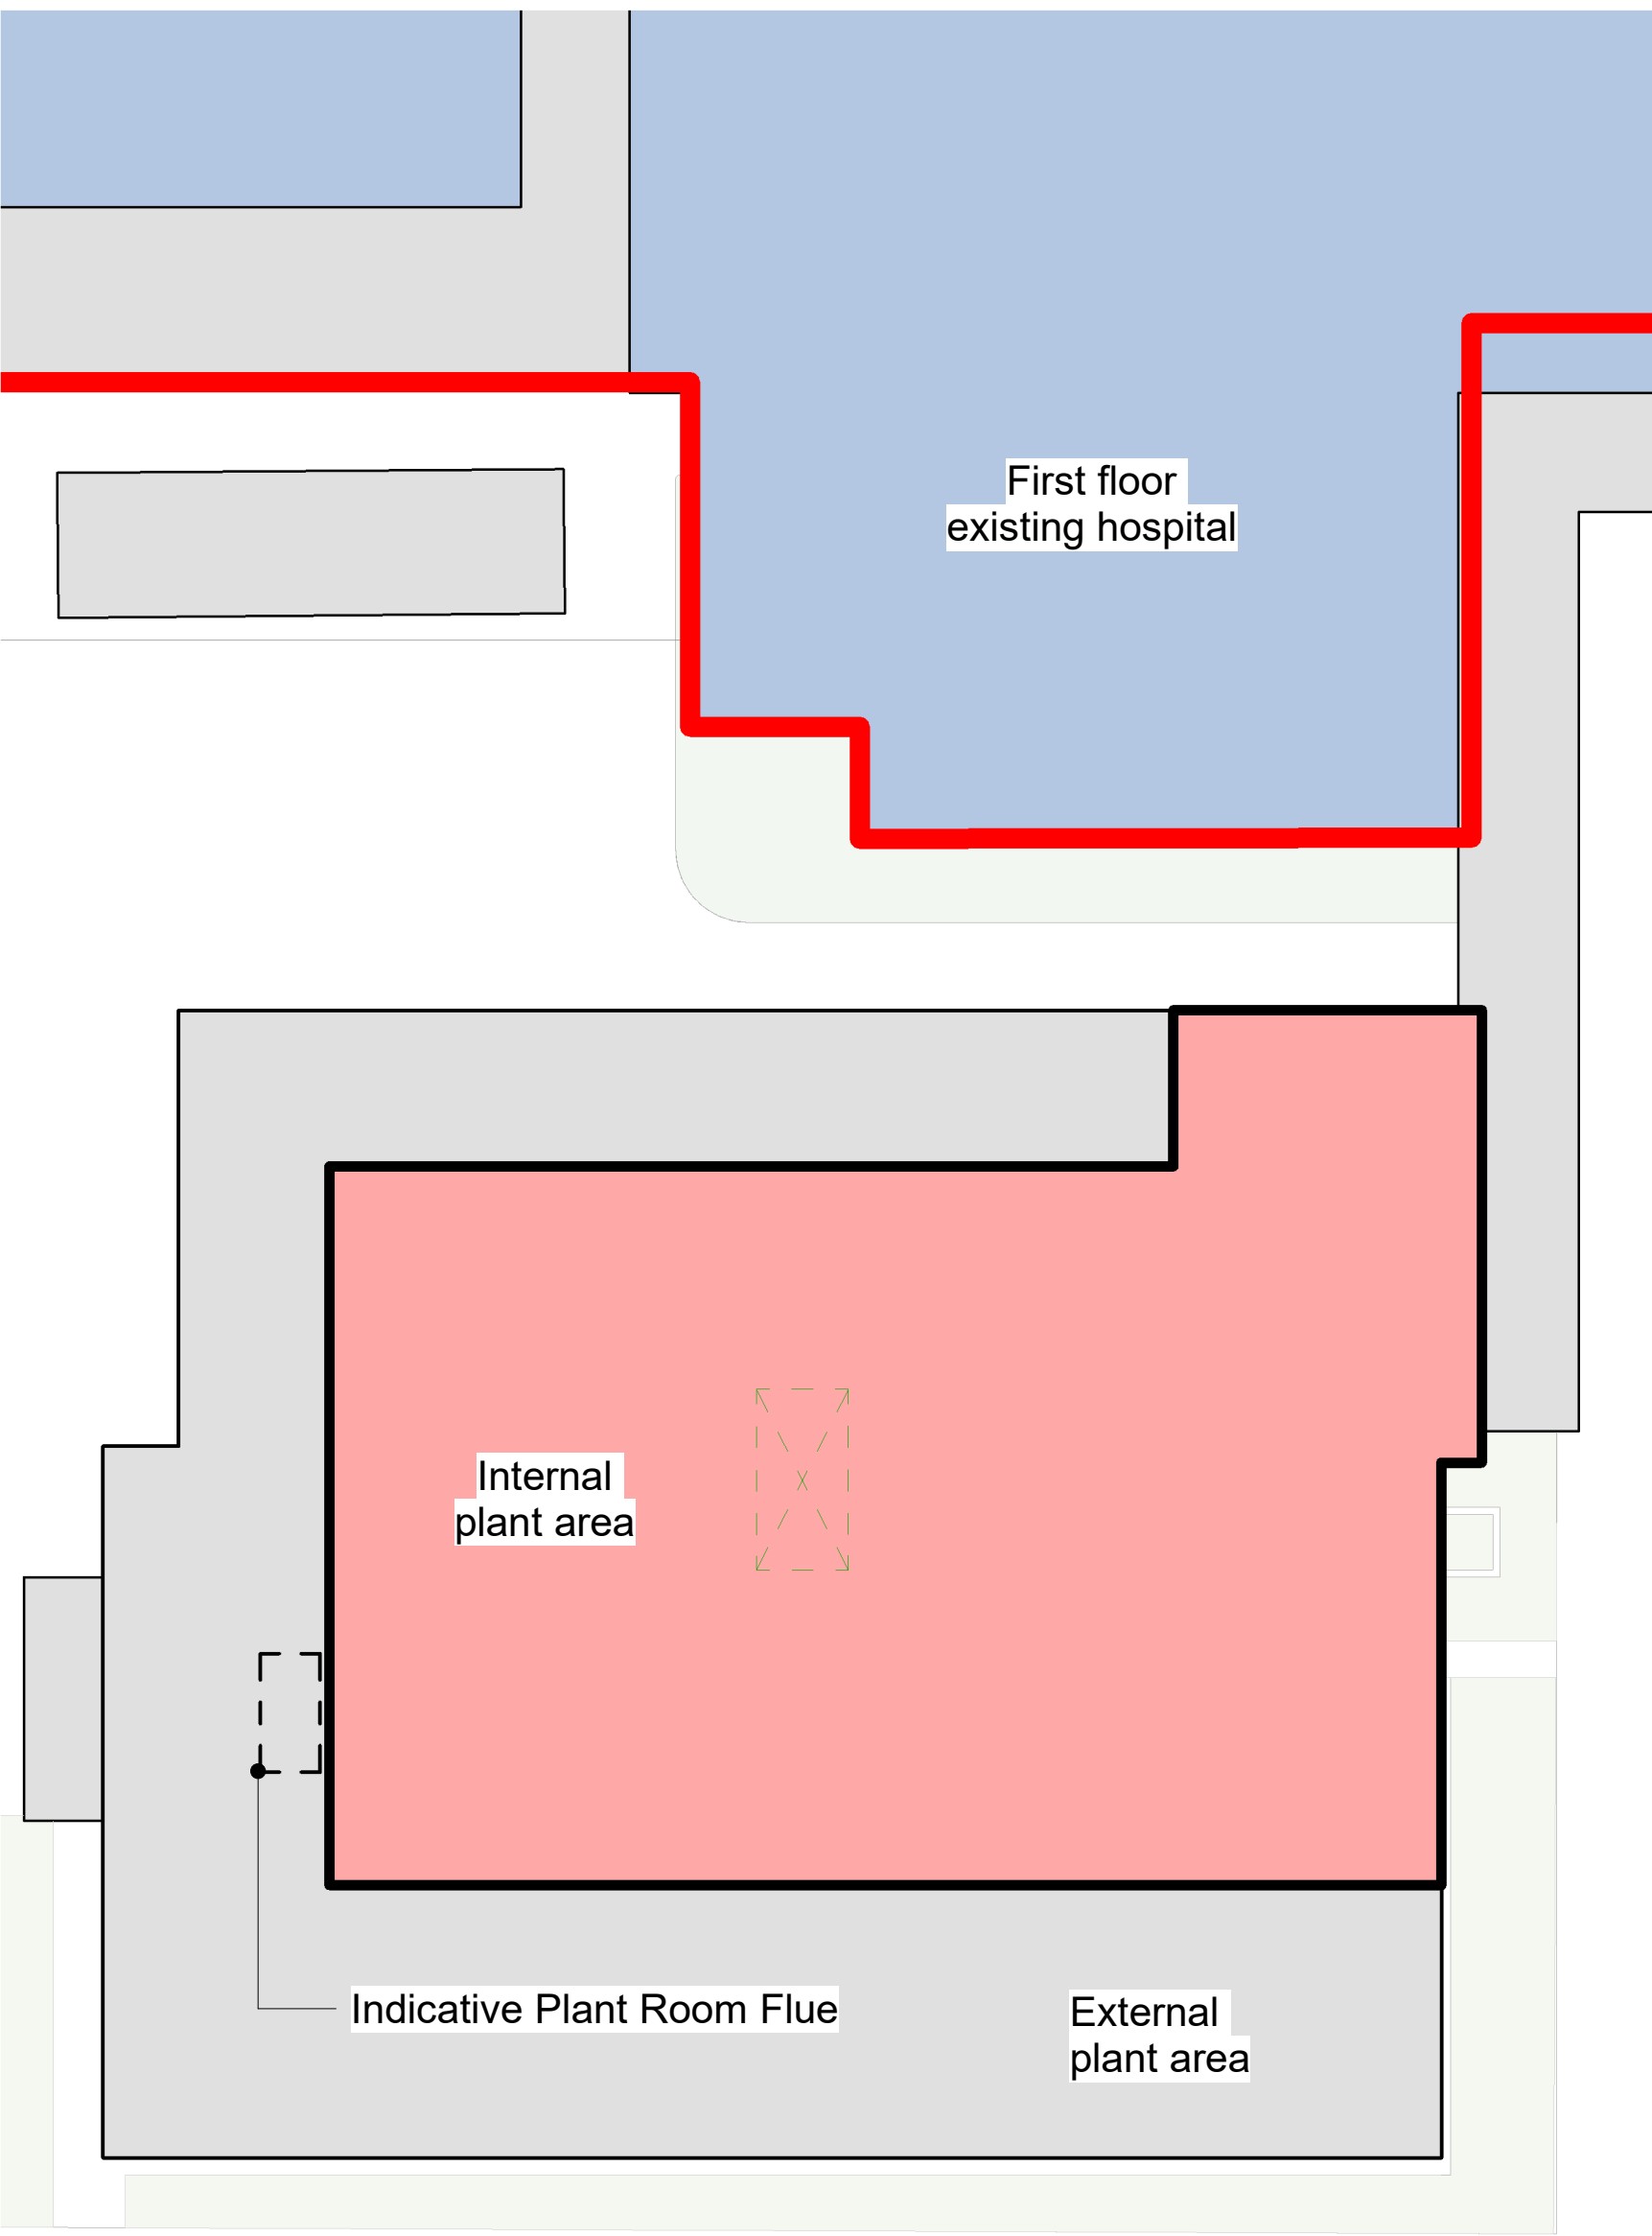 First floor
existing hospital
Internal
plant area
Indicative Plant Room Flue
External
plant area